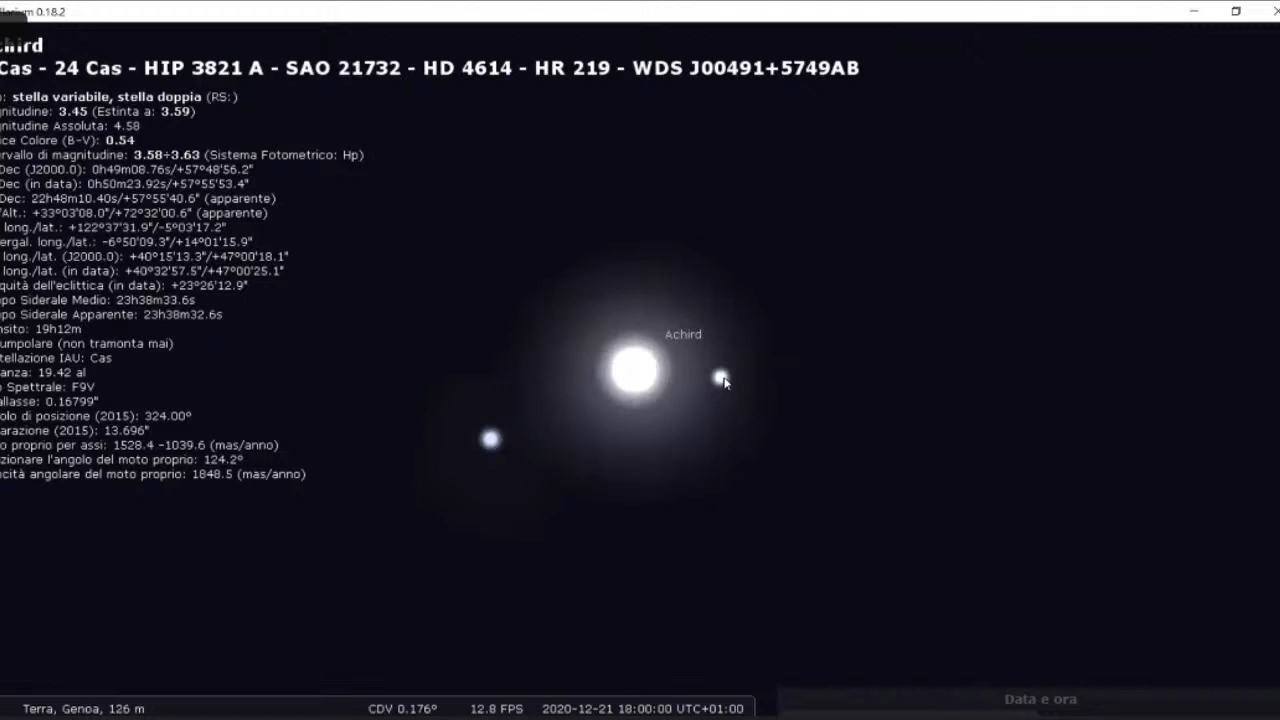 llarium 0.18.2
chird
Cas - 24 Cas - HIP 3821 A - SAO 21732 - HD 4614 - HR 219 - WDS J00491+5749AB
o: stella variabile, stella doppia (RS:)
gnitudine: 3.45 (Estinta a: 3.59)
gnitudine Assoluta: 4.58
ice Colore (B-V): 0.54
ervallo di magnitudine: 3.58÷3.63 (Sistema Fotometrico: Hp)
Dec (J2000.0): 0h49m08.76s/+57°48'56.2"
Dec (in data): 0h50m23.92s/+57°55'53.4"
Dec: 22h48m10.40s/+57°55'40.6" (apparente)
/Alt.: +33°03'08.0"/+72°32'00.6" (apparente)
long./lat.: +122°37'31.9"/-5°03'17.2"
ergal. long./lat.: -6°50'09.3"/+14°01'15.9"
long./lat. (J2000.0): +40°15'13.3"/+47°00'18.1"
long./lat. (in data): +40°32'57.5"/+47°00'25.1"
quità dell'eclittica (in data): +23°26'12.9"
po Siderale Medio: 23h38m33.6s
po Siderale Apparente: 23h38m32.6s
nsito: 19h12m
umpolare (non tramonta mai)
tellazione IAU: Cas
anza: 19.42 al
o Spettrale: F9V
allasse: 0.16799"
olo di posizione (2015): 324.00°
arazione (2015): 13.696"
o proprio per assi: 1528.4 -1039.6 (mas/anno)
zionare l'angolo del moto proprio: 124.2°
cità angolare del moto proprio: 1848.5 (mas/anno)
Achird
Data e ora
Terra, Genoa, 126 m CDV 0.176° 12.8 FPS 2020-12-21 18:00:00 UTC+01:00